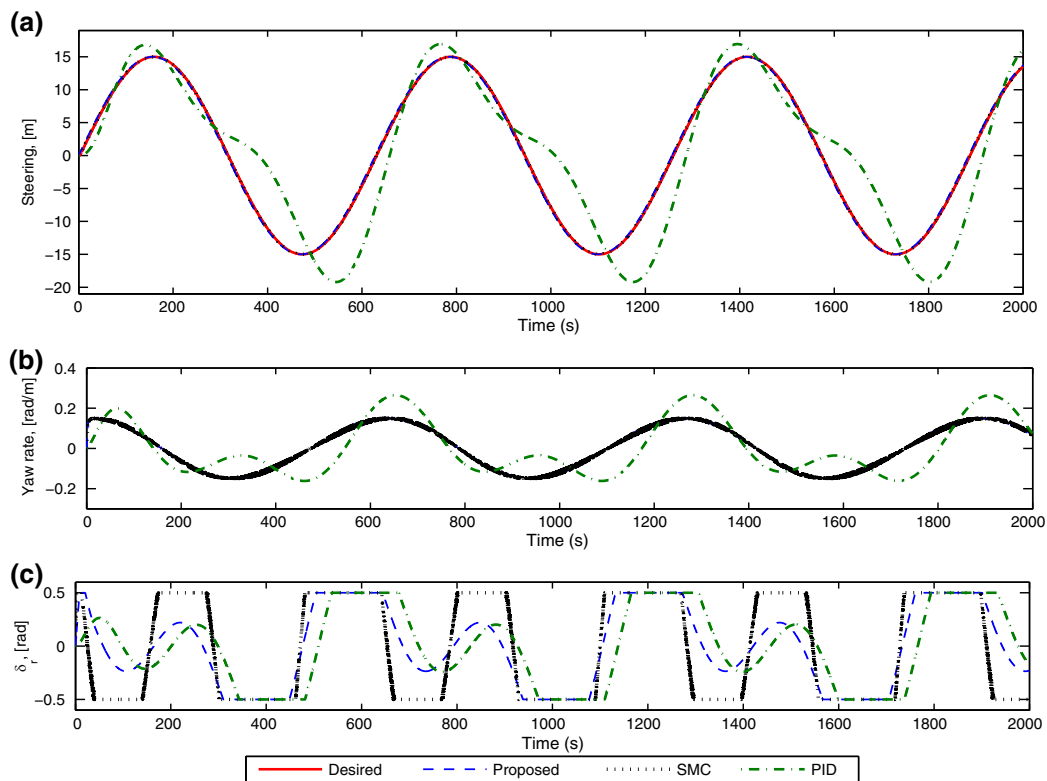 (a)
Steering, [m]
15
10
5
0
−5
−10
−15
−20
0 200 400 600 800 1000 1200 1400 1600 1800 2000
Time (s)
(b)
Yaw rate, [rad/m]
0.4
0.2
0
−0.2
0 200 400 600 800 1000 1200 1400 1600 1800 2000
Time (s)
(c)
δr, [rad]
0.5
0
−0.5
0 200 400 600 800 1000 1200 1400 1600 1800 2000
Time (s)
Desired Proposed SMC PID